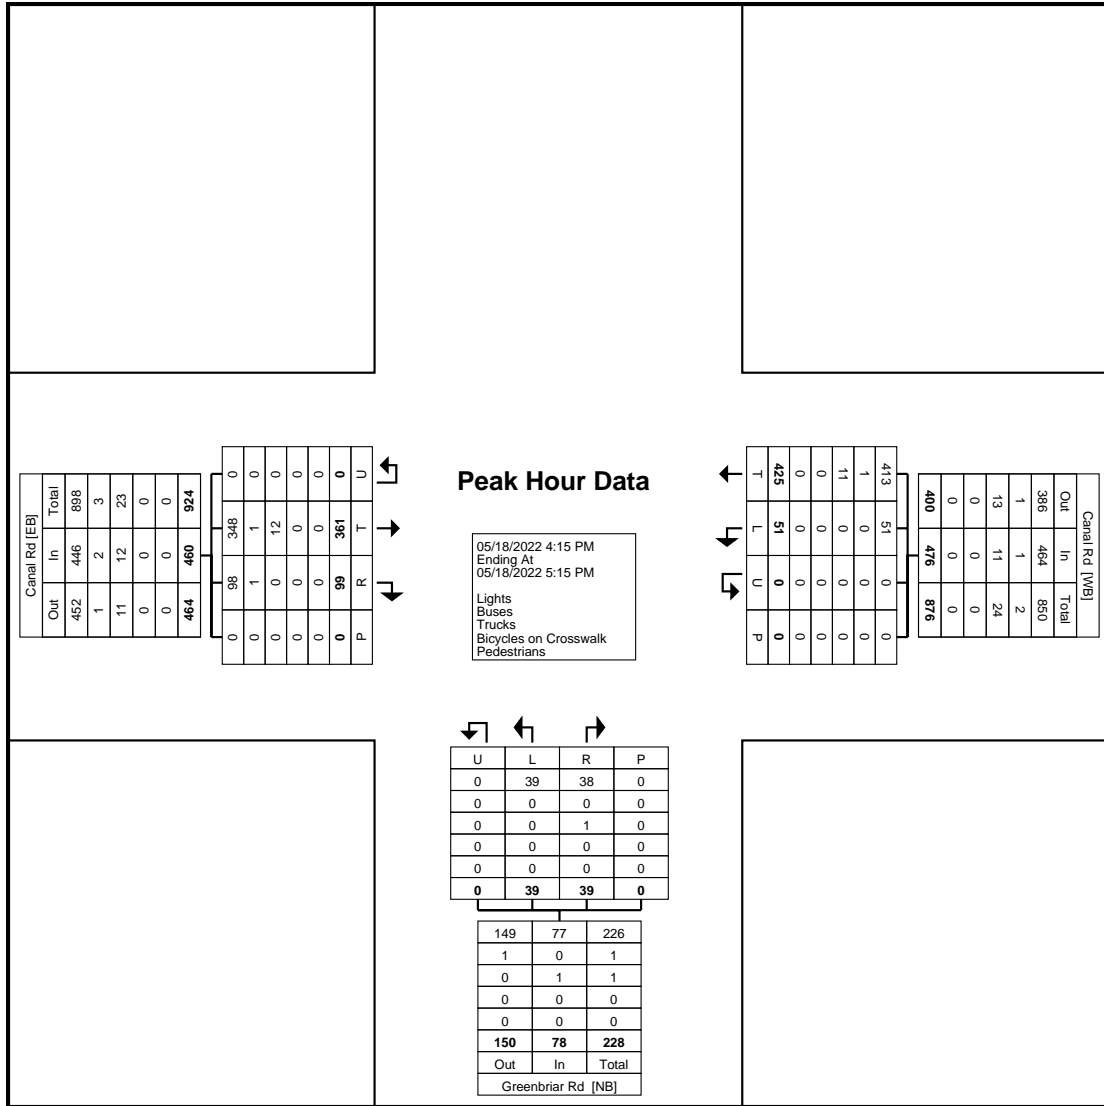 Peak Hour Data
05/18/2022 4:15 PM
Ending At
05/18/2022 5:15 PM
Lights
Buses
Trucks
Bicycles on Crosswalk
Pedestrians
Canal Rd [EB]
Out In Total
452 446 898
1 2 3
11 12 23
0 0 0
0 0 0
464 460 924
0 348 98 0
0 1 1 0
0 12 0 0
0 0 0 0
0 0 0 0
0 361 99 0
U T R P
Canal Rd [WB]
Out In Total
386 464 850
1 1 2
13 11 24
0 0 0
0 0 0
400 476 876
413 51 0 0
1 0 0 0
11 0 0 0
0 0 0 0
0 0 0 0
425 51 0 0
T L U P
U L R P
0 39 38 0
0 0 0 0
0 0 1 0
0 0 0 0
0 0 0 0
0 39 39 0
149 77 226
1 0 1
0 1 1
0 0 0
0 0 0
150 78 228
Out In Total
Greenbriar Rd [NB]